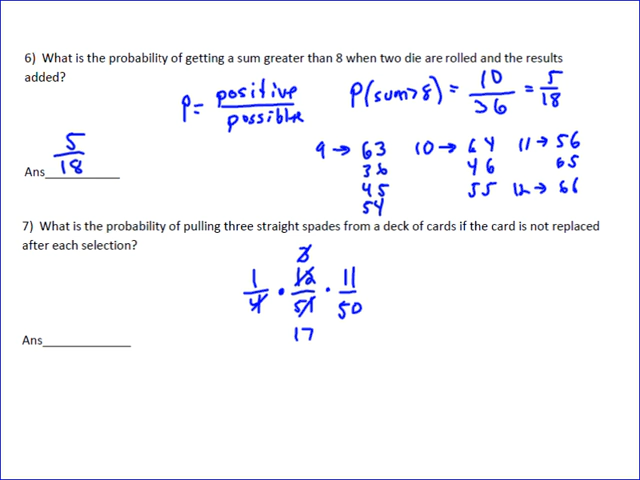 6) What is the probability of getting a sum greater than 8 when two die are rolled and the results
added?
P = positive / possible
P(sum>8) = 10/36 = 5/18
5/18
Ans
9 → 63 10 → 64 11 → 56
36 46 65
45 55 12 → 66
54
7) What is the probability of pulling three straight spades from a deck of cards if the card is not replaced
after each selection?
1/4 · 12/51 · 11/50
17
Ans